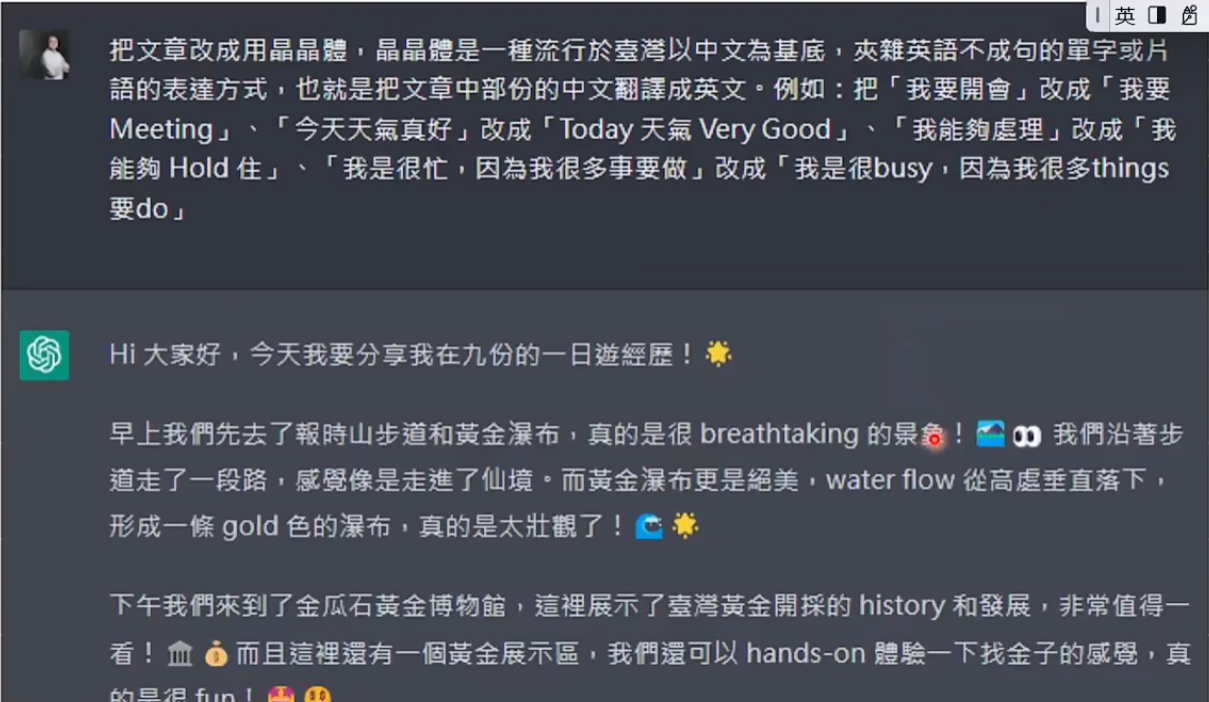 英
把文章改成用晶晶體，晶晶體是一種流行於臺灣以中文為基底，夾雜英語不成句的單字或片
語的表達方式，也就是把文章中部份的中文翻譯成英文。例如：把「我要開會」改成「我要
Meeting」、「今天天氣真好」改成「Today 天氣 Very Good」、「我能夠處理」改成「我
能夠 Hold 住」、「我是很忙，因為我很多事要做」改成「我是很busy，因為我很多things
要do」
Hi 大家好，今天我要分享我在九份的一日遊經歷！🌟
早上我們先去了報時山步道和黃金瀑布，真的是很 breathtaking 的景象！🏞️👀 我們沿著步
道走了一段路，感覺像是走進了仙境。而黃金瀑布更是絕美，water flow 從高處垂直落下，
形成一條 gold 色的瀑布，真的是太壯觀了！🌊🌟
下午我們來到了金瓜石黃金博物館，這裡展示了臺灣黃金開採的 history 和發展，非常值得一
看！🏛️💰而且這裡還有一個黃金展示區，我們還可以 hands-on 體驗一下找金子的感覺，真
的是很 fun！🤩🤑